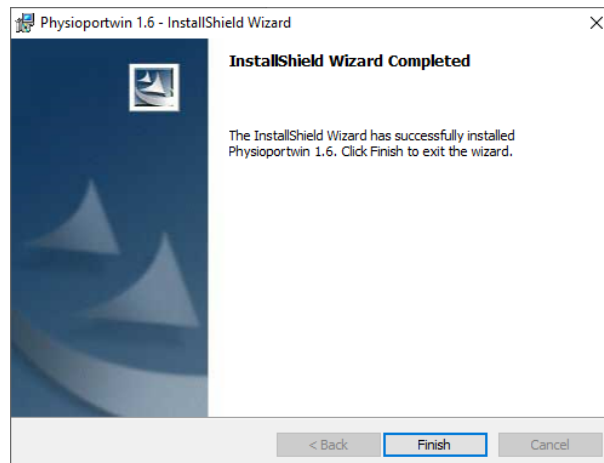 Physioportwin 1.6 - InstallShield Wizard
InstallShield Wizard Completed
The InstallShield Wizard has successfully installed
Physioportwin 1.6. Click Finish to exit the wizard.
< Back
Finish
Cancel